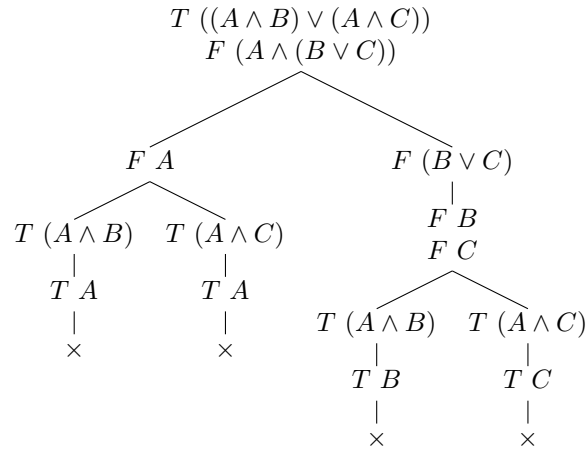 T ((A ∧ B) ∨ (A ∧ C))
F (A ∧ (B ∨ C))
F A
F (B ∨ C)
T (A ∧ B)
T (A ∧ C)
F B
F C
T A
T A
×
×
T (A ∧ B)
T (A ∧ C)
T B
T C
×
×